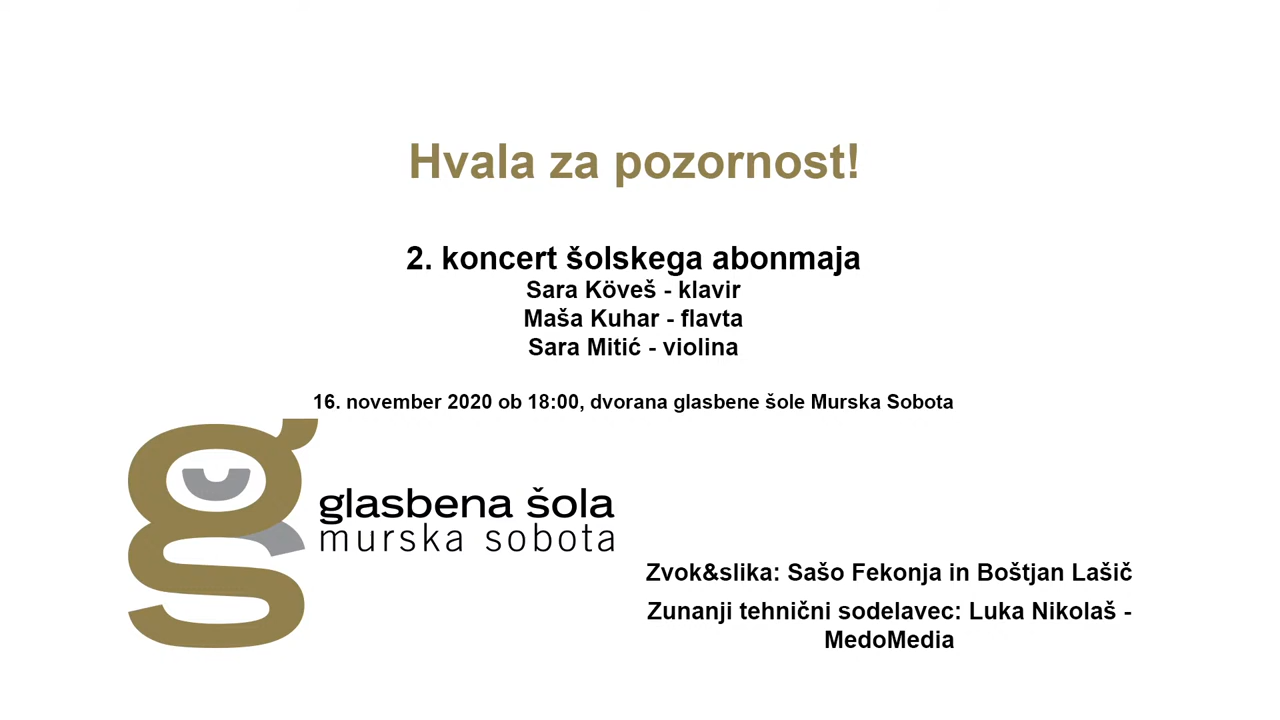 Hvala za pozornost!
2. koncert šolskega abonmaja
Sara Köveš - klavir
Maša Kuhar - flavta
Sara Mitić - violina
16. november 2020 ob 18:00, dvorana glasbene šole Murska Sobota
glasbena šola
murska sobota
Zvok&slika: Sašo Fekonja in Boštjan Lašič
Zunanji tehnični sodelavec: Luka Nikolaš -
MedoMedia